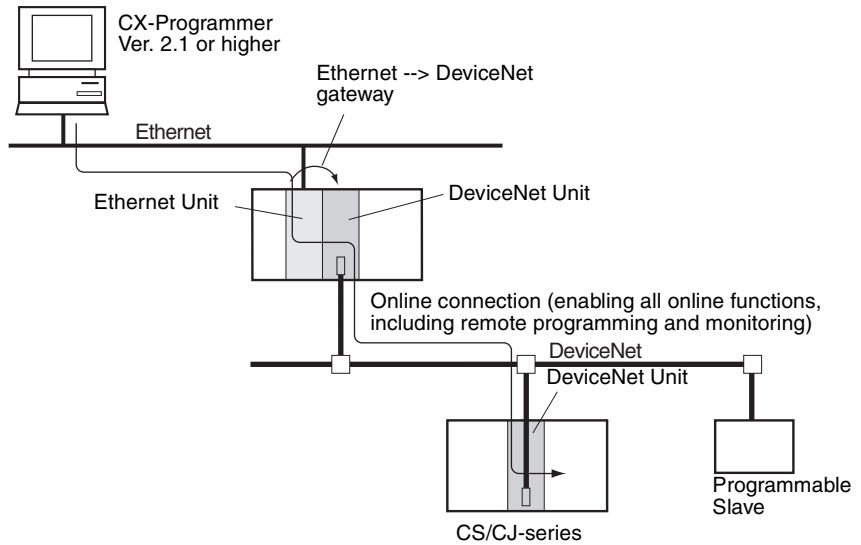 CX-Programmer
Ver. 2.1 or higher
Ethernet --> DeviceNet
gateway
Ethernet
Ethernet Unit
DeviceNet Unit
Online connection (enabling all online functions,
including remote programming and monitoring)
DeviceNet
DeviceNet Unit
Programmable
Slave
CS/CJ-series